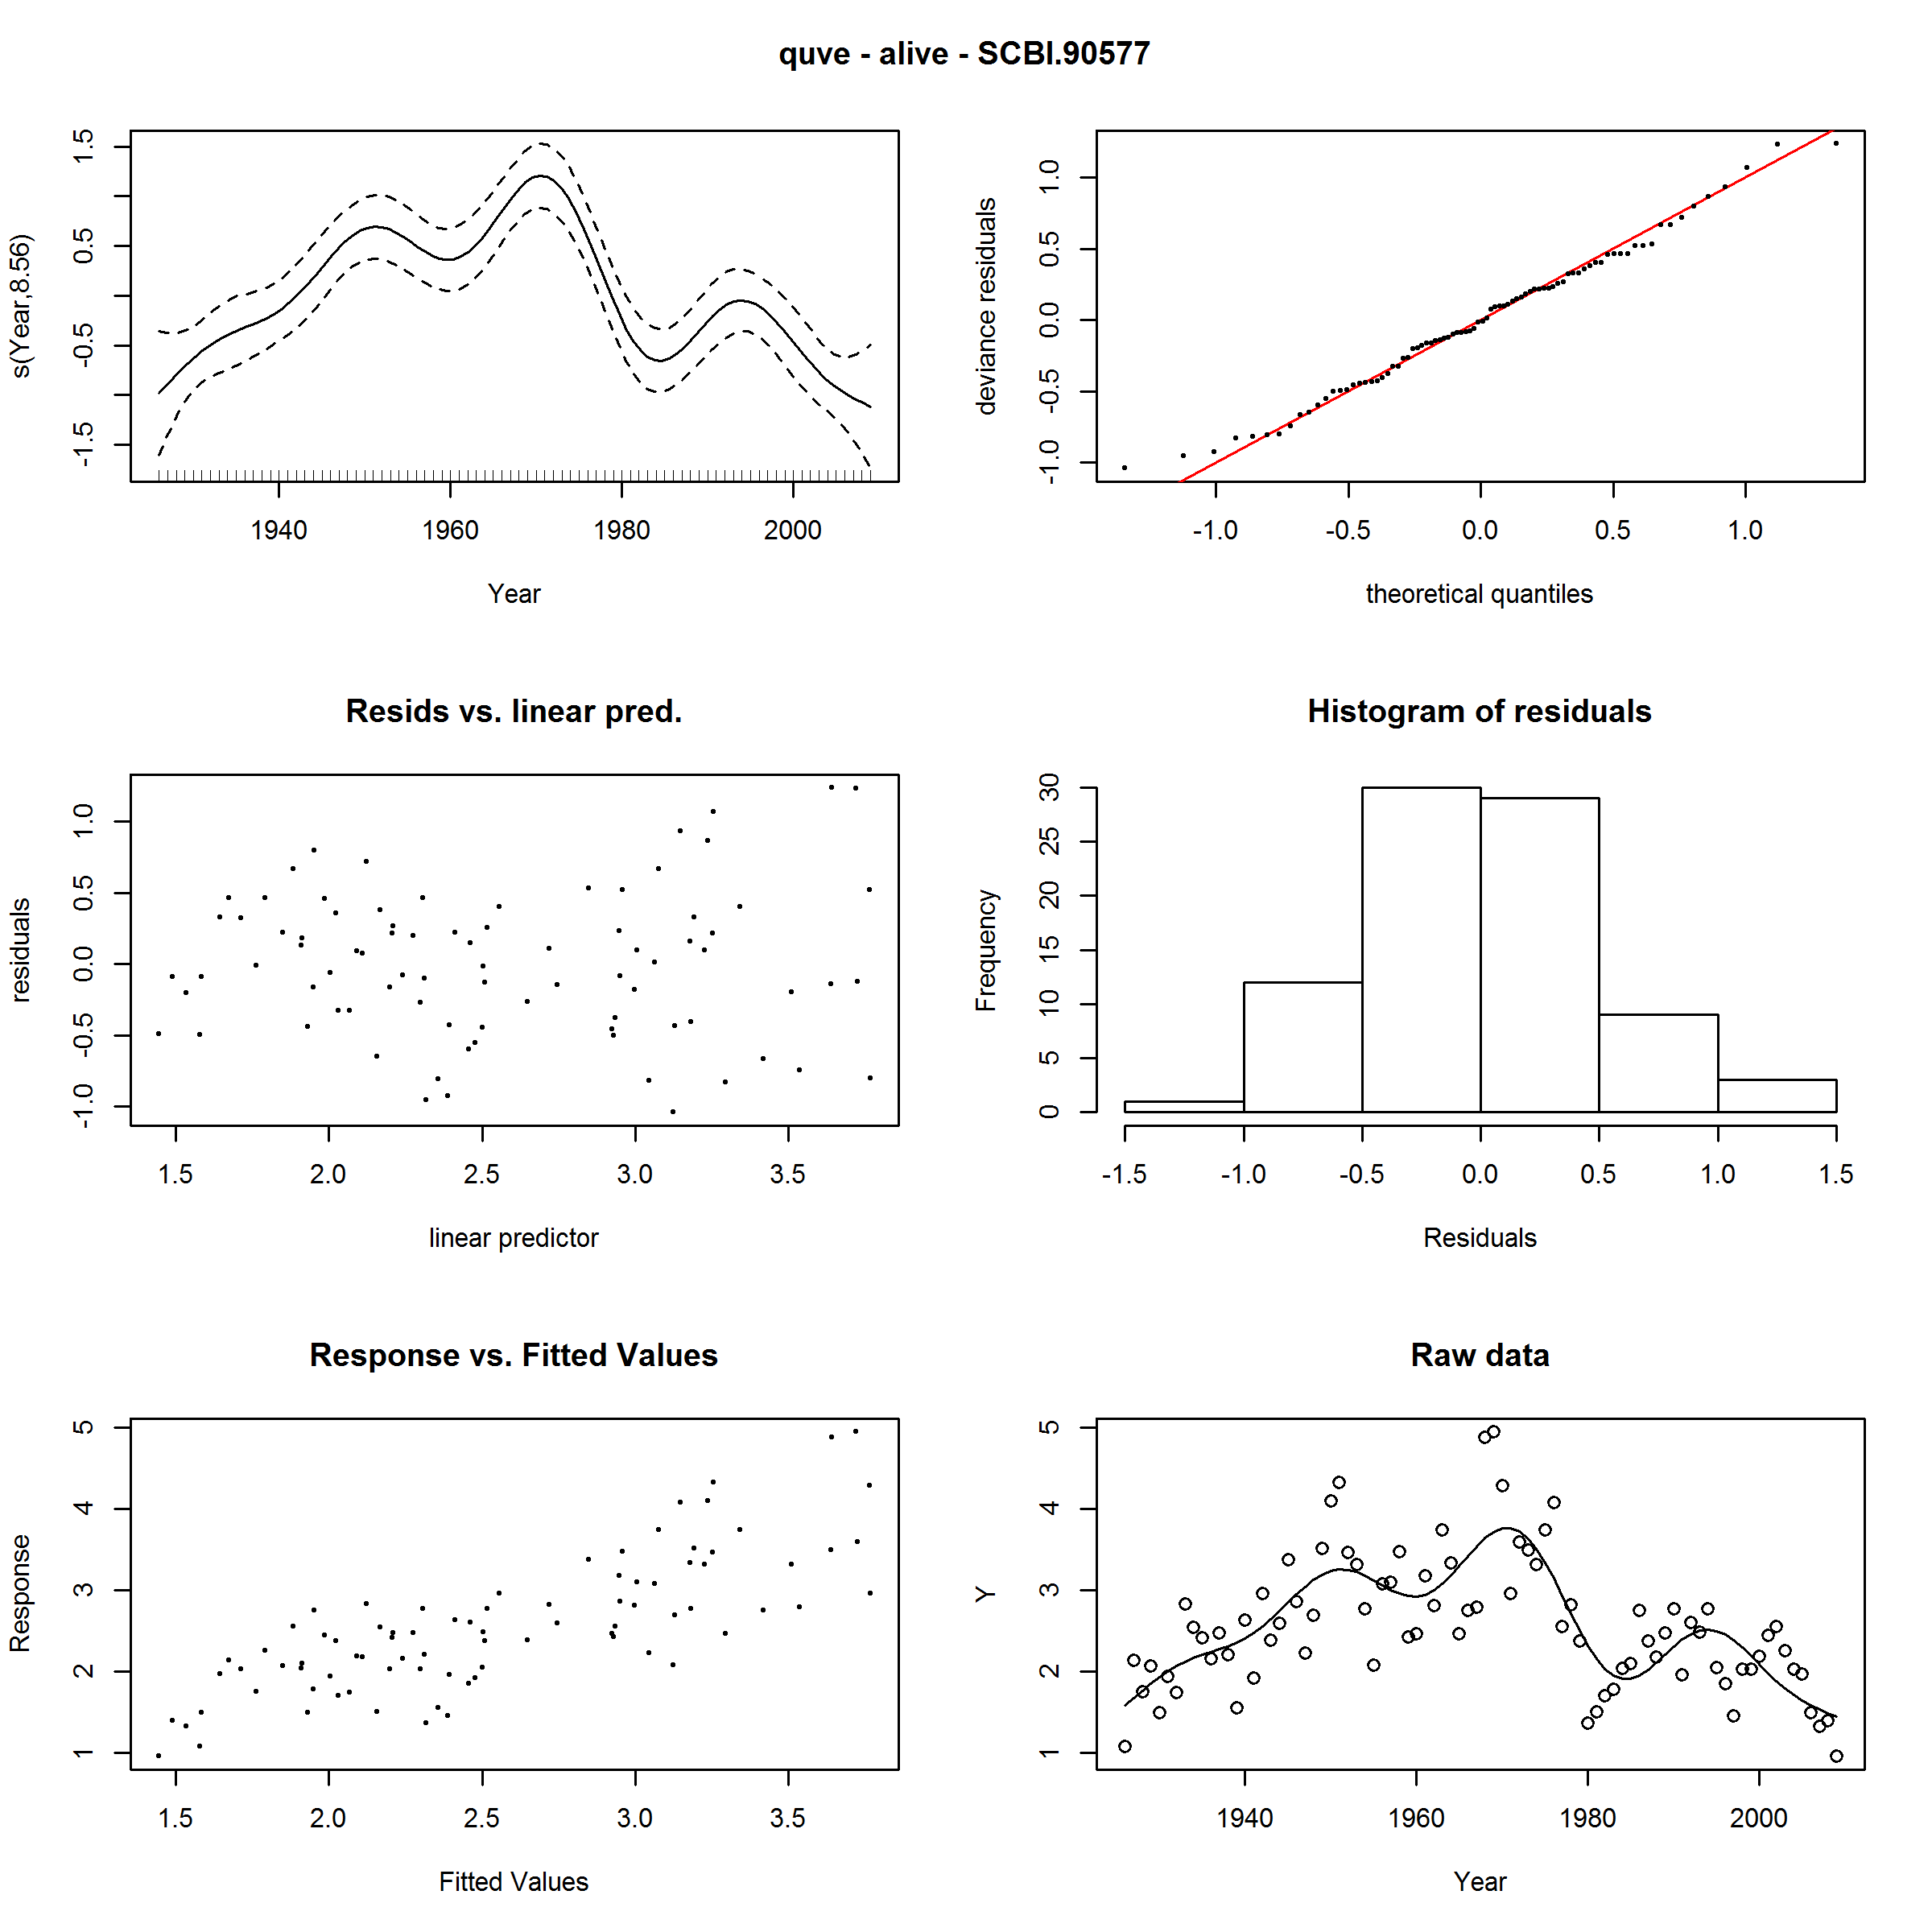 quve - alive - SCBI.90577
s(Year,8.56)
1.5
0.5
-0.5
-1.5
1940 1960 1980 2000
Year
deviance residuals
1.0
0.5
0.0
-0.5
-1.0
-1.0 -0.5 0.0 0.5 1.0
theoretical quantiles
Resids vs. linear pred.
residuals
1.0
0.5
0.0
-0.5
-1.0
1.5 2.0 2.5 3.0 3.5
linear predictor
Histogram of residuals
Frequency
30
25
20
15
10
5
0
-1.5 -1.0 -0.5 0.0 0.5 1.0 1.5
Residuals
Response vs. Fitted Values
Response
5
4
3
2
1
1.5 2.0 2.5 3.0 3.5
Fitted Values
Raw data
Y
5
4
3
2
1
1940 1960 1980 2000
Year